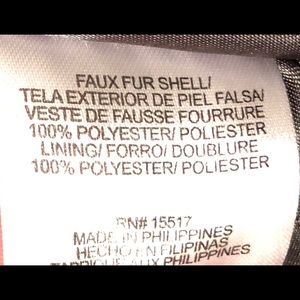 FAUX FUR SHELL/
TELA EXTERIOR DE PIEL FALSA/
VESTE DE FAUSSE FOURRURE
100% POLYESTER/ POLIESTER
LINING/ FORRO/ DOUBLURE
100% POLYESTER/ POLIESTER
RN# 15517
MADE IN PHILIPPINES
HECHO EN FILIPINAS
FABRIQUE AUX PHILIPPINES